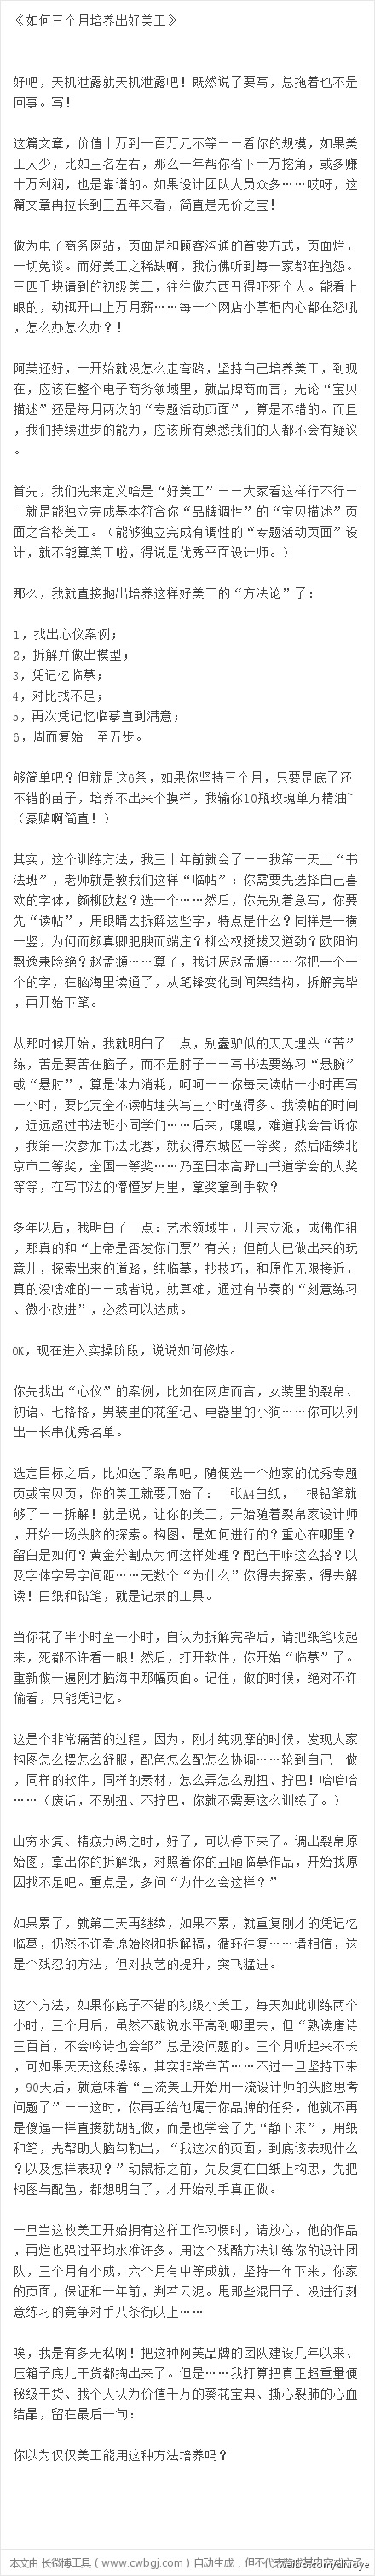 《如何三个月培养出好美工》
好吧，天机泄露就天机泄露吧！既然说了要写，总拖着也不是
回事。写！
这篇文章，价值十万到一百万元不等－－看你的规模，如果美
工人少，比如三名左右，那么一年帮你省下十万挖角，或多赚
十万利润，也是靠谱的。如果设计团队人员众多……哎呀，这
篇文章再拉长到三五年来看，简直是无价之宝！
做为电子商务网站，页面是和顾客沟通的首要方式，页面烂，
一切免谈。而好美工之稀缺啊，我仿佛听到每一家都在抱怨。
三四千块请到的初级美工，往往做东西丑得吓死个人。能看上
眼的，动辄开口上万月薪……每一个网店小掌柜内心都在怒吼
，怎么办怎么办？！
阿芙还好，一开始就没怎么走弯路，坚持自己培养美工，到现
在，应该在整个电子商务领域里，就品牌商而言，无论“宝贝
描述”还是每月两次的“专题活动页面”，算是不错的。而且
，我们持续进步的能力，应该所有熟悉我们的人都不会有疑议
。
首先，我们先来定义啥是“好美工”－－大家看这样行不行－
－就是能独立完成基本符合你“品牌调性”的“宝贝描述”页
面之合格美工。（能够独立完成有调性的“专题活动页面”设
计，就不能算美工啦，得说是优秀平面设计师。）
那么，我就直接抛出培养这样好美工的“方法论”了：
1，找出心仪案例；
2，拆解并做出模型；
3，凭记忆临摹；
4，对比找不足；
5，再次凭记忆临摹直到满意；
6，周而复始一至五步。
够简单吧？但就是这6条，如果你坚持三个月，只要是底子还
不错的苗子，培养不出来个摸样，我输你10瓶玫瑰单方精油~
（豪赌啊简直！）
其实，这个训练方法，我三十年前就会了－－我第一天上“书
法班”，老师就是教我们这样“临帖”：你需要先选择自己喜
欢的字体，颜柳欧赵？选一个……然后，你先别着急写，你要
先“读帖”，用眼睛去拆解这些字，特点是什么？同样是一横
一竖，为何而颜真卿肥腴而端庄？柳公权挺拔又遒劲？欧阳询
飘逸兼险绝？赵孟頫……算了，我讨厌赵孟頫……你把一个一
个的字，在脑海里读通了，从笔锋变化到间架结构，拆解完毕
，再开始下笔。
从那时候开始，我就明白了一点，别蠢驴似的天天埋头“苦”
练，苦是要苦在脑子，而不是肘子－－写书法要练习“悬腕”
或“悬肘”，算是体力消耗，呵呵－－你每天读帖一小时再写
一小时，要比完全不读帖埋头写三小时强得多。我读帖的时间
，远远超过书法班小同学们……后来，嘿嘿，难道我会告诉你
，我第一次参加书法比赛，就获得东城区一等奖，然后陆续北
京市二等奖，全国一等奖……乃至日本高野山书道学会的大奖
等等，在写书法的懵懂岁月里，拿奖拿到手软？
多年以后，我明白了一点：艺术领域里，开宗立派，成佛作祖
，那真的和“上帝是否发你门票”有关；但前人已做出来的玩
意儿，探索出来的道路，纯临摹，抄技巧，和原作无限接近，
真的没啥难的－－或者说，就算难，通过有节奏的“刻意练习
、微小改进”，必然可以达成。
OK，现在进入实操阶段，说说如何修炼。
你先找出“心仪”的案例，比如在网店而言，女装里的裂帛、
初语、七格格，男装里的花笙记、电器里的小狗……你可以列
出一长串优秀名单。
选定目标之后，比如选了裂帛吧，随便选一个她家的优秀专题
页或宝贝页，你的美工就要开始了：一张A4白纸，一根铅笔就
够了－－拆解！就是说，让你的美工，开始随着裂帛家设计师
，开始一场头脑的探索。构图，是如何进行的？重心在哪里？
留白是如何？黄金分割点为何这样处理？配色干嘛这么搭？以
及字体字号字间距……无数个“为什么”你得去探索，得去解
读！白纸和铅笔，就是记录的工具。
当你花了半小时至一小时，自认为拆解完毕后，请把纸笔收起
来，死都不许看一眼！然后，打开软件，你开始“临摹”了。
重新做一遍刚才脑海中那幅页面。记住，做的时候，绝对不许
偷看，只能凭记忆。
这是个非常痛苦的过程，因为，刚才纯观摩的时候，发现人家
构图怎么摆怎么舒服，配色怎么配怎么协调……轮到自己一做
，同样的软件，同样的素材，怎么弄怎么别扭、拧巴！哈哈哈
……（废话，不别扭、不拧巴，你就不需要这么训练了。）
山穷水复、精疲力竭之时，好了，可以停下来了。调出裂帛原
始图，拿出你的拆解纸，对照着你的丑陋临摹作品，开始找原
因找不足吧。重点是，多问“为什么会这样？”
如果累了，就第二天再继续，如果不累，就重复刚才的凭记忆
临摹，仍然不许看原始图和拆解稿，循环往复……请相信，这
是个残忍的方法，但对技艺的提升，突飞猛进。
这个方法，如果你底子不错的初级小美工，每天如此训练两个
小时，三个月后，虽然不敢说水平高到哪里去，但“熟读唐诗
三百首，不会吟诗也会邹”总是没问题的。三个月听起来不长
，可如果天天这般操练，其实非常辛苦……不过一旦坚持下来
，90天后，就意味着“三流美工开始用一流设计师的头脑思考
问题了”－－这时，你再丢给他属于你品牌的任务，他就不再
是傻逼一样直接就胡乱做，而是也学会了先“静下来”，用纸
和笔，先帮助大脑勾勒出，“我这次的页面，到底该表现什么
？以及怎样表现？”动鼠标之前，先反复在白纸上构思，先把
构图与配色，都想明白了，才开始动手真正做。
一旦当这枚美工开始拥有这样工作习惯时，请放心，他的作品
，再烂也强过平均水准许多。用这个残酷方法训练你的设计团
队，三个月有小成，六个月有中等成就，坚持一年下来，你家
的页面，保证和一年前，判若云泥。甩那些混日子、没进行刻
意练习的竞争对手八条街以上……
唉，我是有多无私啊！把这种阿芙品牌的团队建设几年以来、
压箱子底儿干货都掏出来了。但是……我打算把真正超重量便
秘级干货、我个人认为价值千万的葵花宝典、撕心裂肺的心血
结晶，留在最后一句：
你以为仅仅美工能用这种方法培养吗？
本文由 长微博工具（www.cwbgj.com）自动生成，但不代表